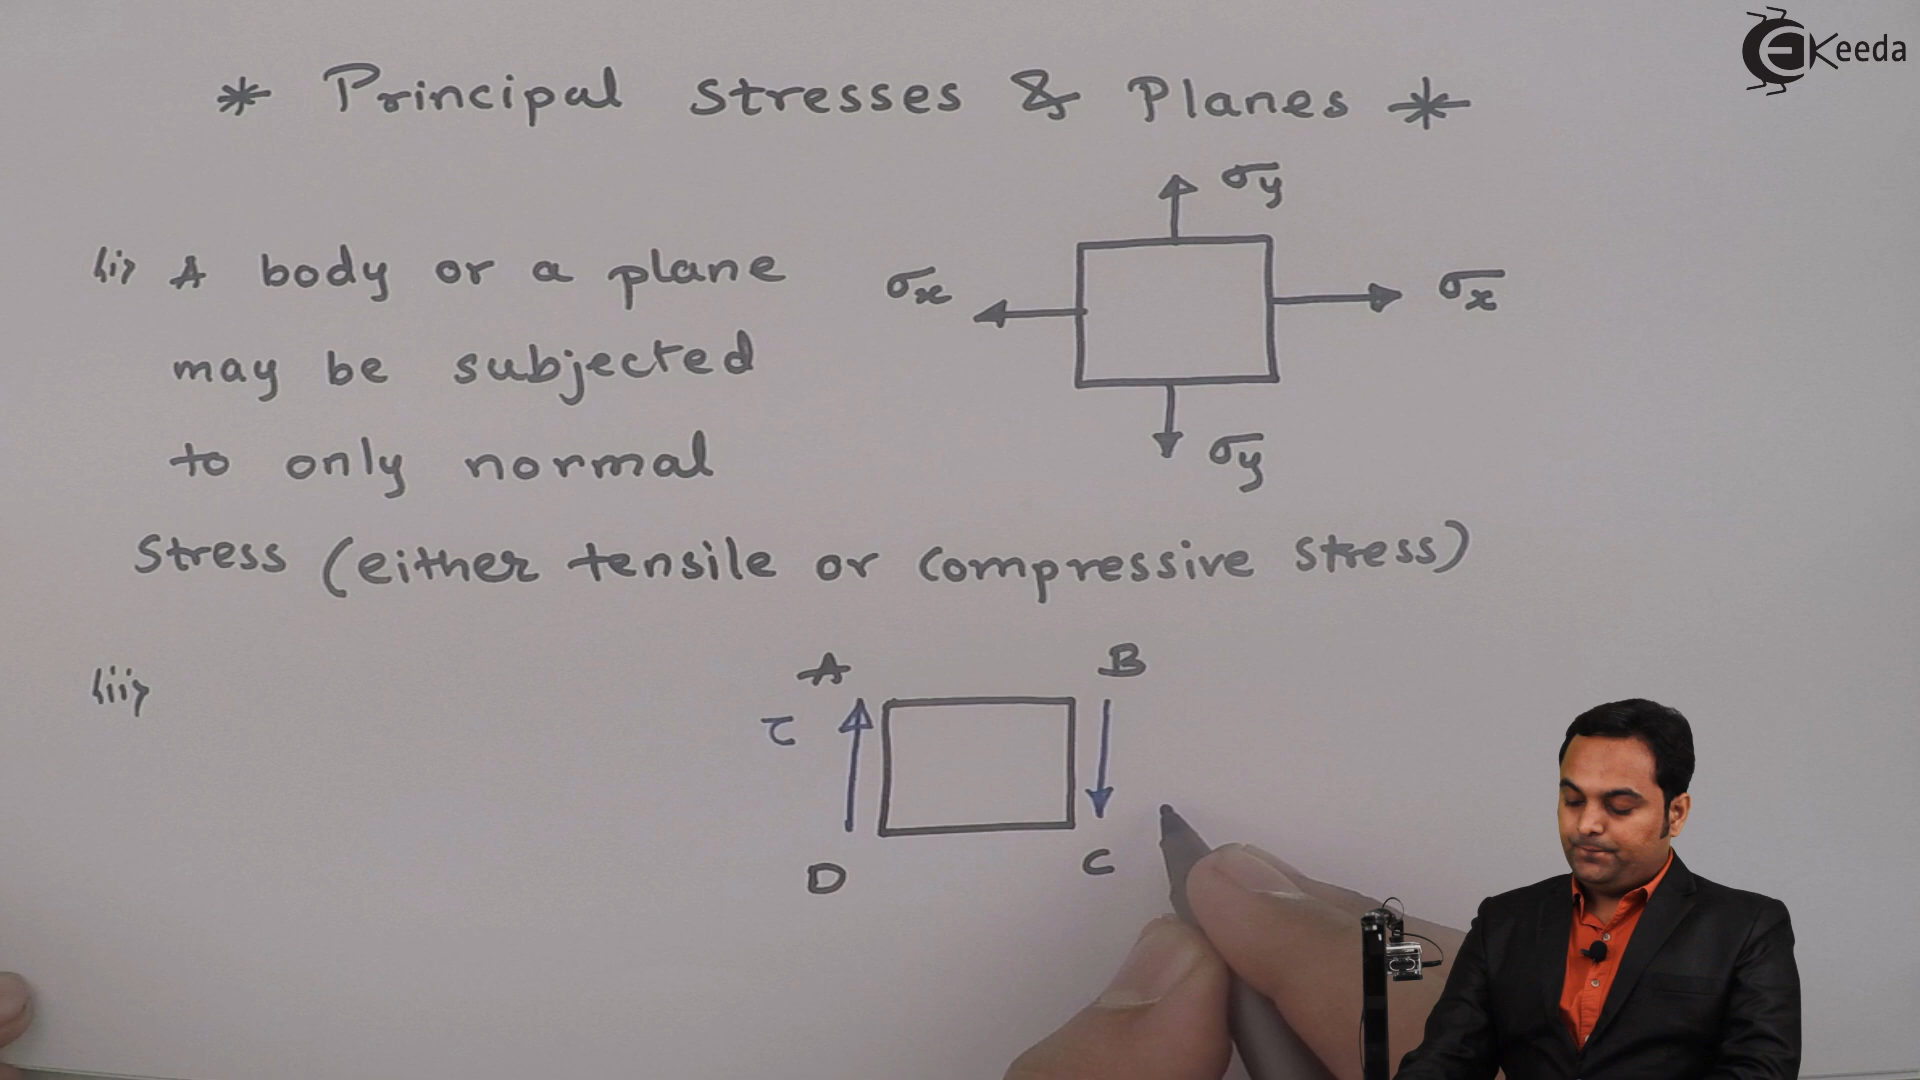 Ekeeda
* Principal Stresses & Planes *
σy
(i) A body or a plane
σx
σx
may be subjected
to only normal
σy
Stress (either tensile or compressive stress)
(ii)
A
B
τ
D
C